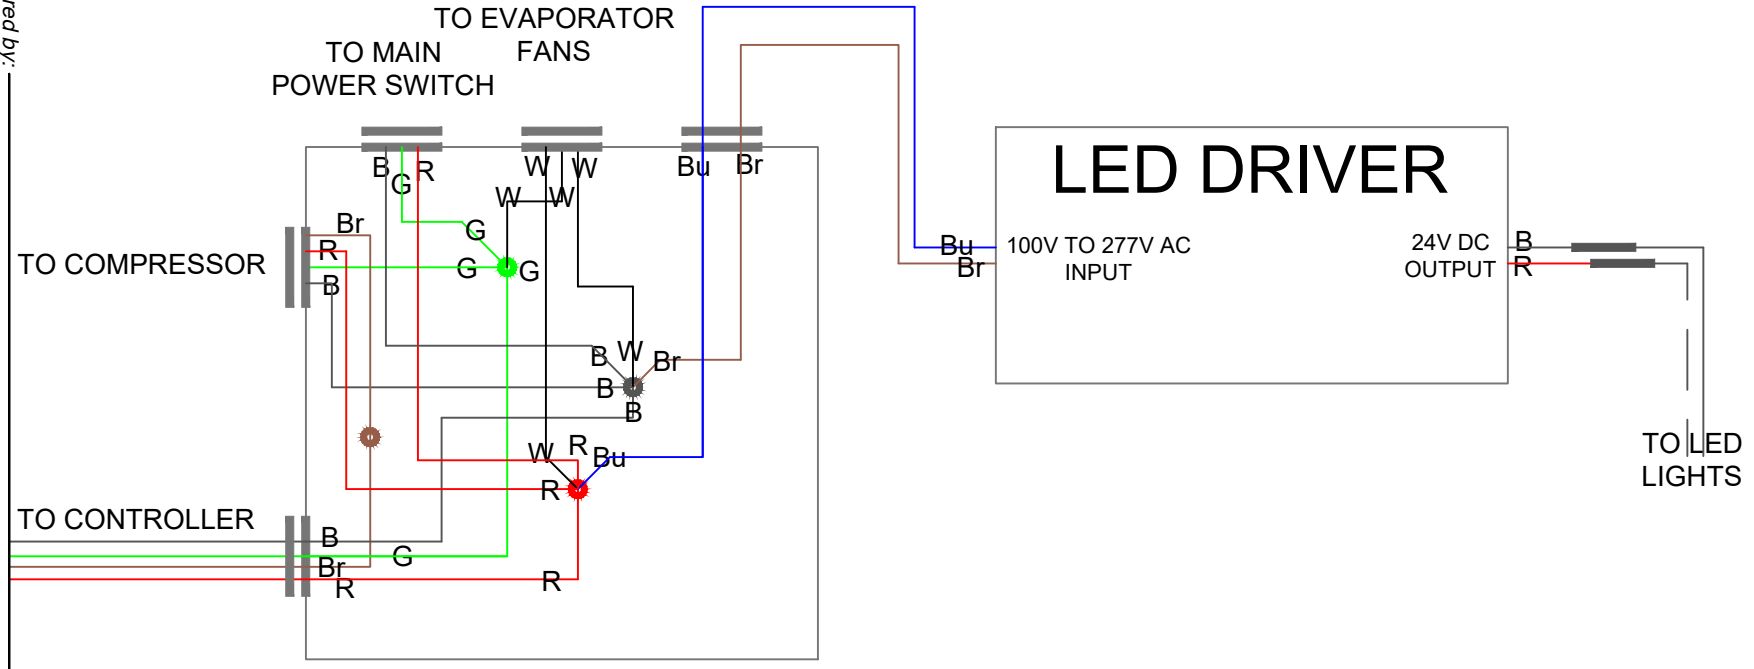 red by:
TO EVAPORATOR
FANS
TO MAIN
POWER SWITCH
B
G
R
W
W
W
W
Bu
Br
LED DRIVER
Br
R
G
TO COMPRESSOR
G
G
B
Bu
Br
100V TO 277V AC
INPUT
24V DC
OUTPUT
B
R
B
W
Br
B
B
W
R
Bu
R
TO LED
LIGHTS
TO CONTROLLER
B
G
Br
R
R